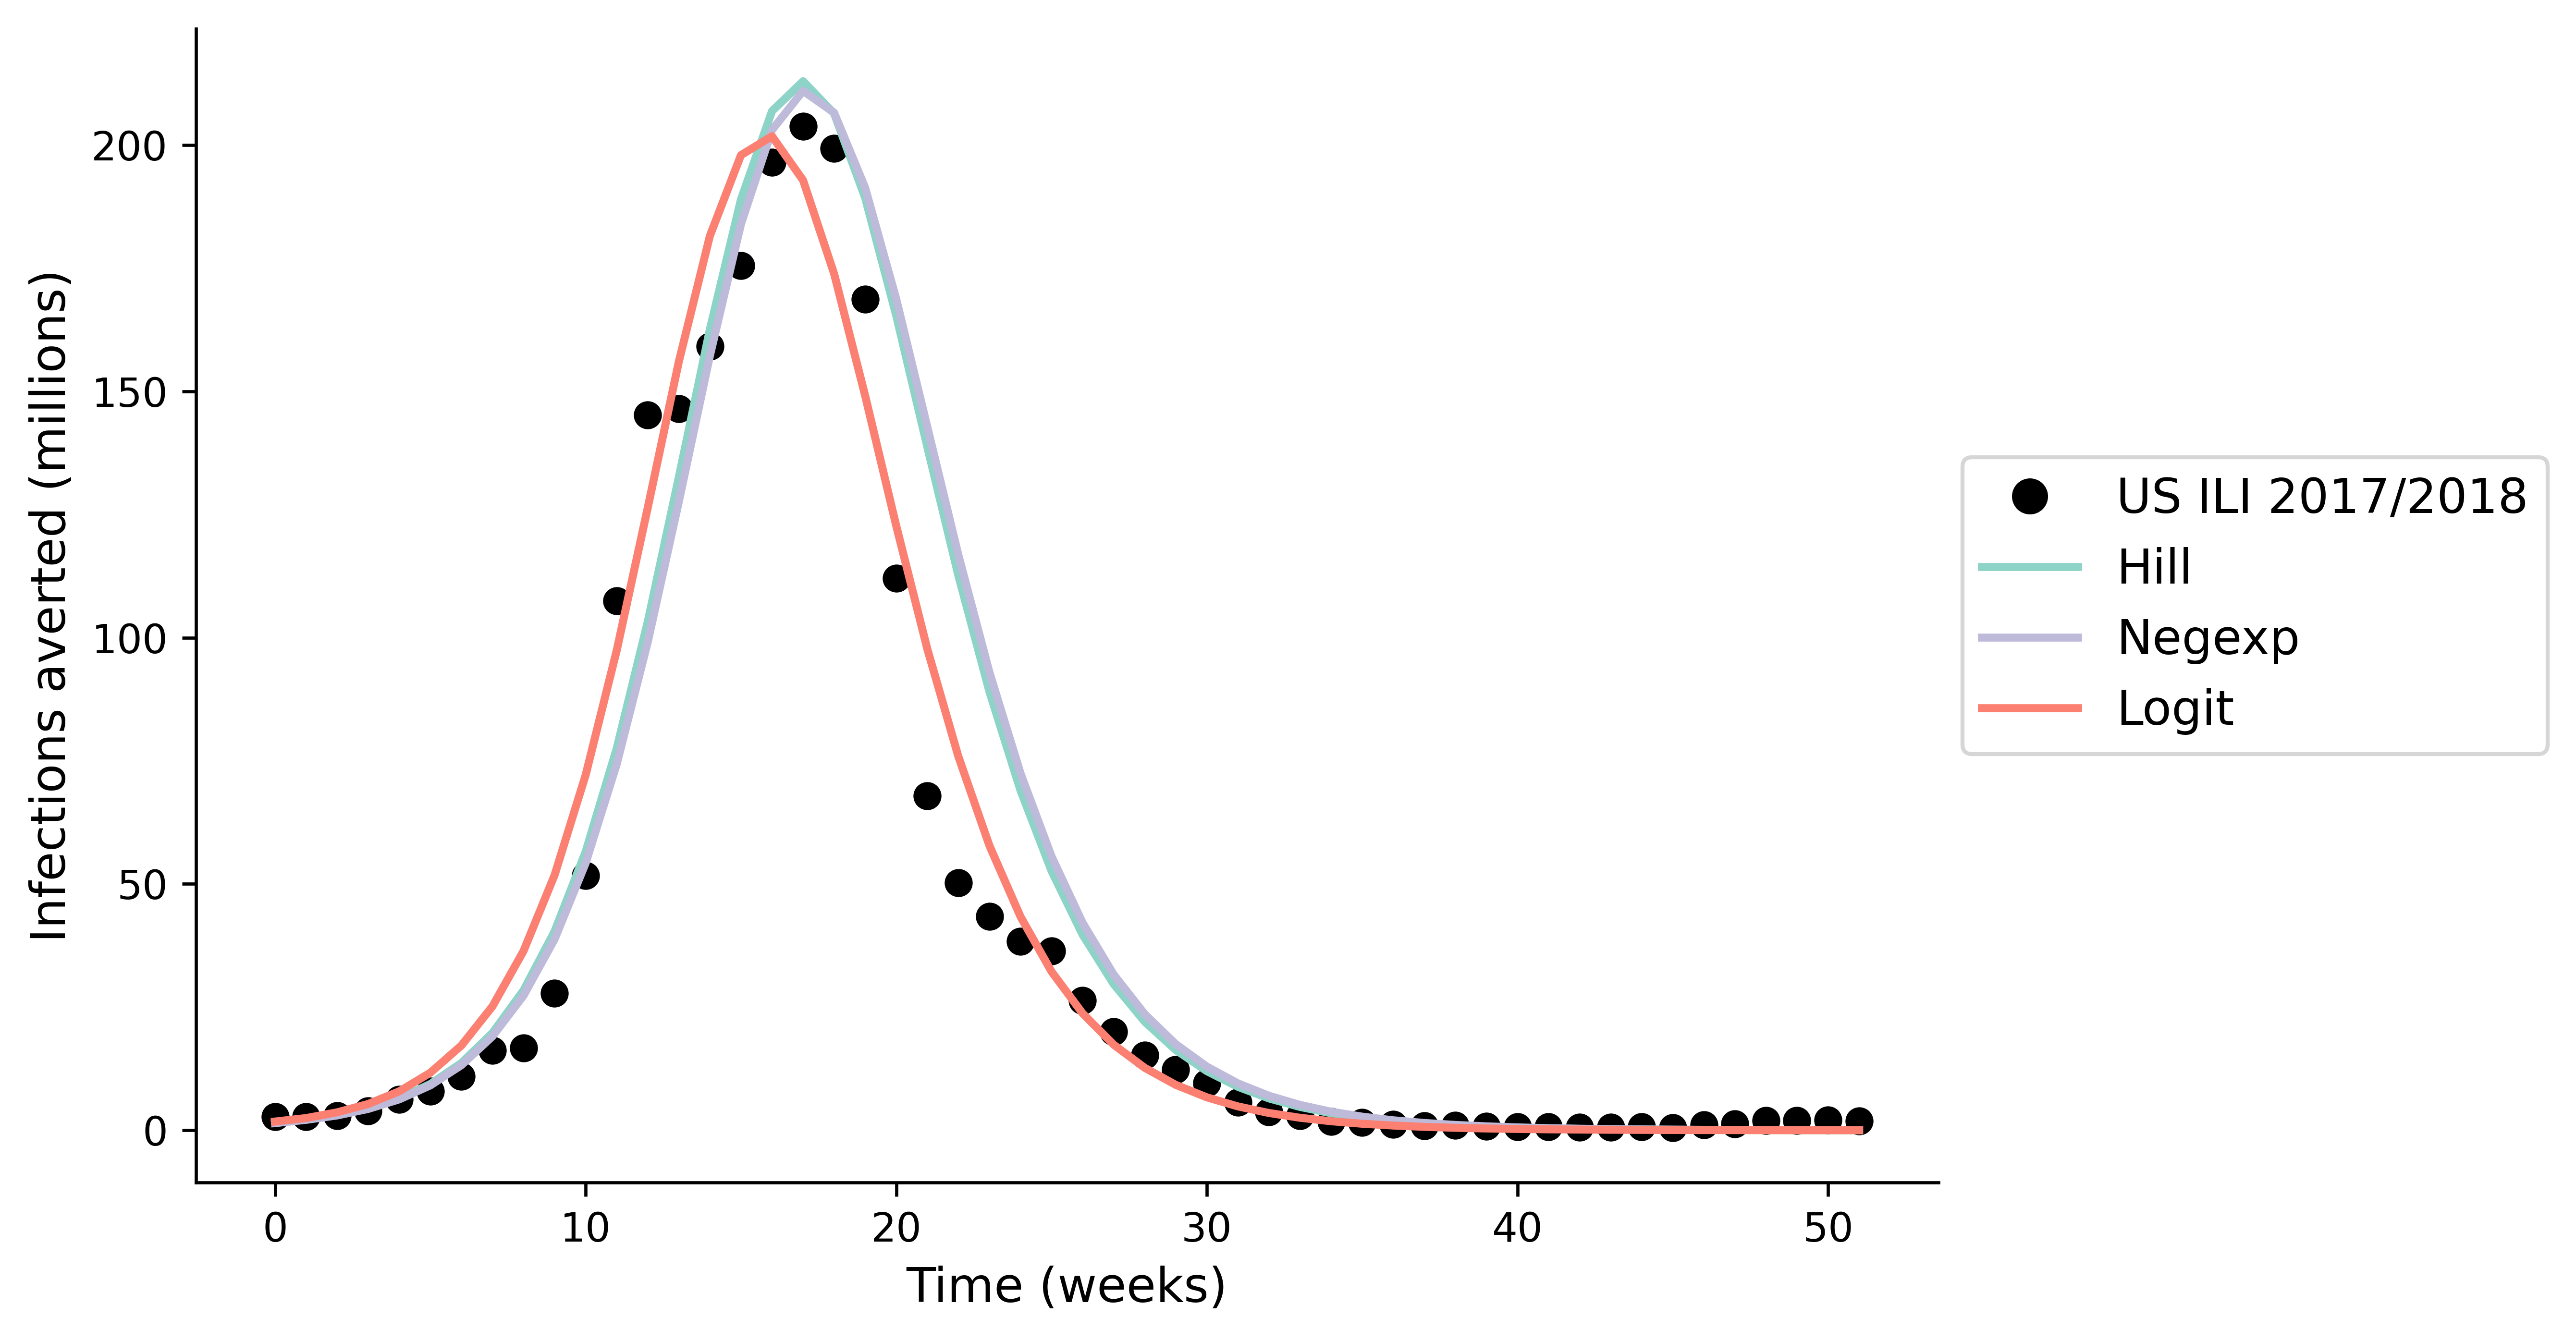 Infections averted (millions)
200
150
100
50
0
0 10 20 30 40 50
Time (weeks)
US ILI 2017/2018
Hill
Negexp
Logit